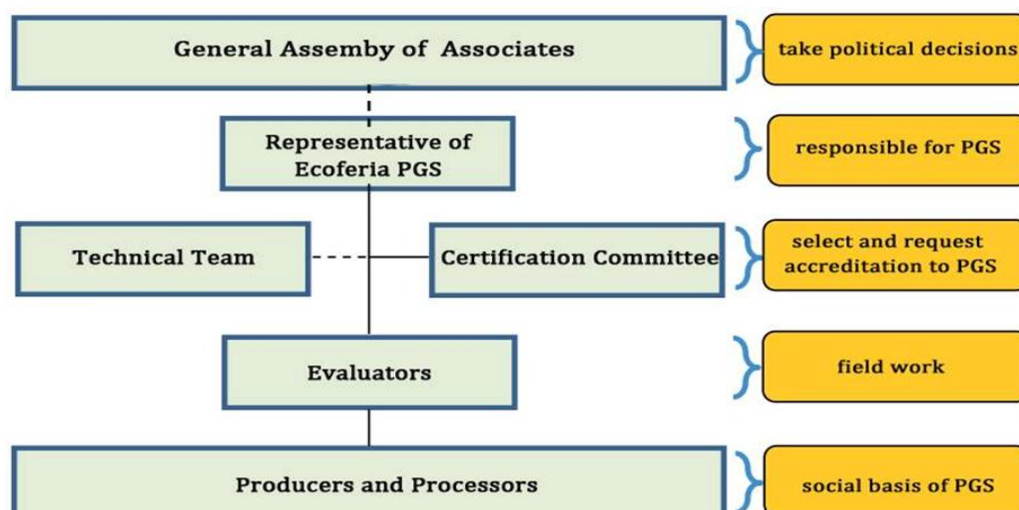 General Assemby of Associates
take political decisions
Representative of
Ecoferia PGS
responsible for PGS
Technical Team
Certification Committee
select and request
accreditation to PGS
Evaluators
field work
Producers and Processors
social basis of PGS